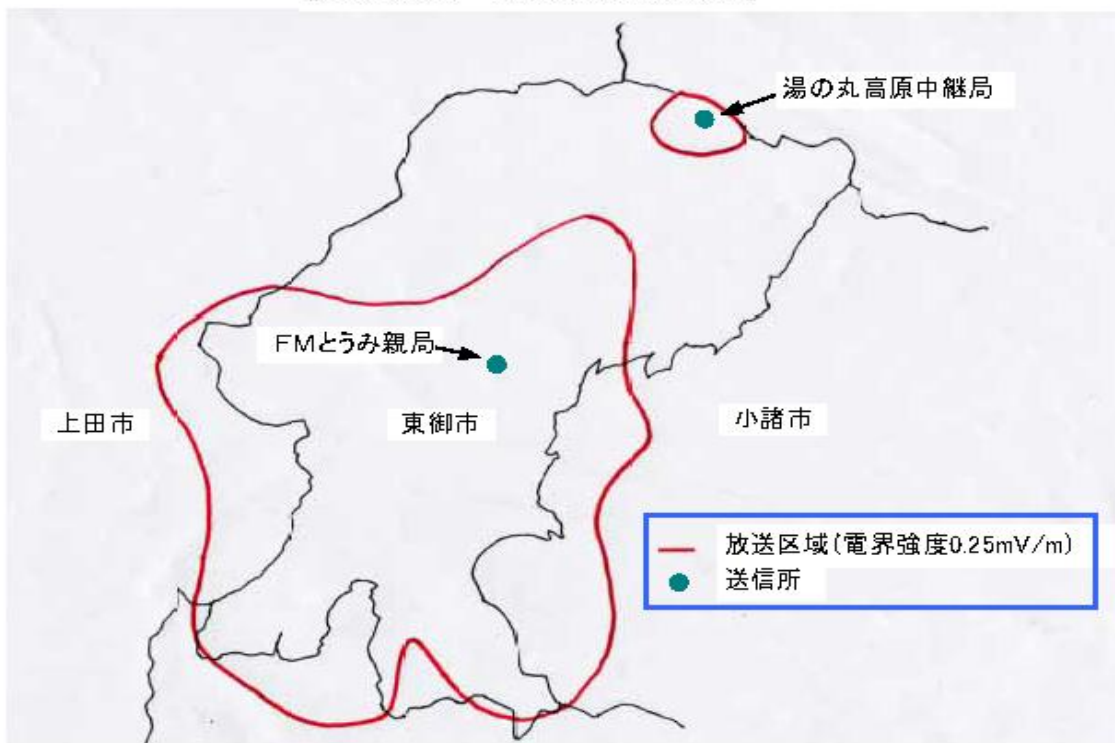 湯の丸高原中継局
FMとうみ親局
上田市
東御市
小諸市
放送区域(電界強度0.25mV/m)
送信所